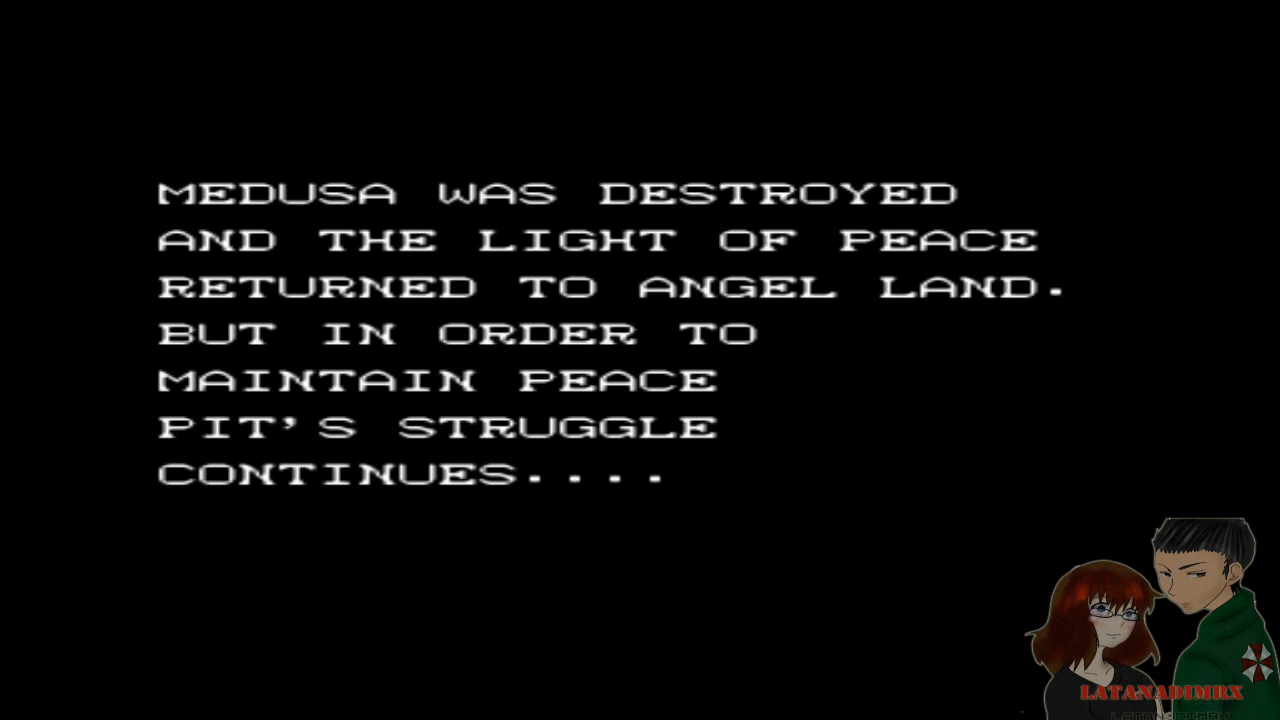 MEDUSA WAS DESTROYED
AND THE LIGHT OF PEACE
RETURNED TO ANGEL LAND.
BUT IN ORDER TO
MAINTAIN PEACE
PIT'S STRUGGLE
CONTINUES....
LATANADIMRX